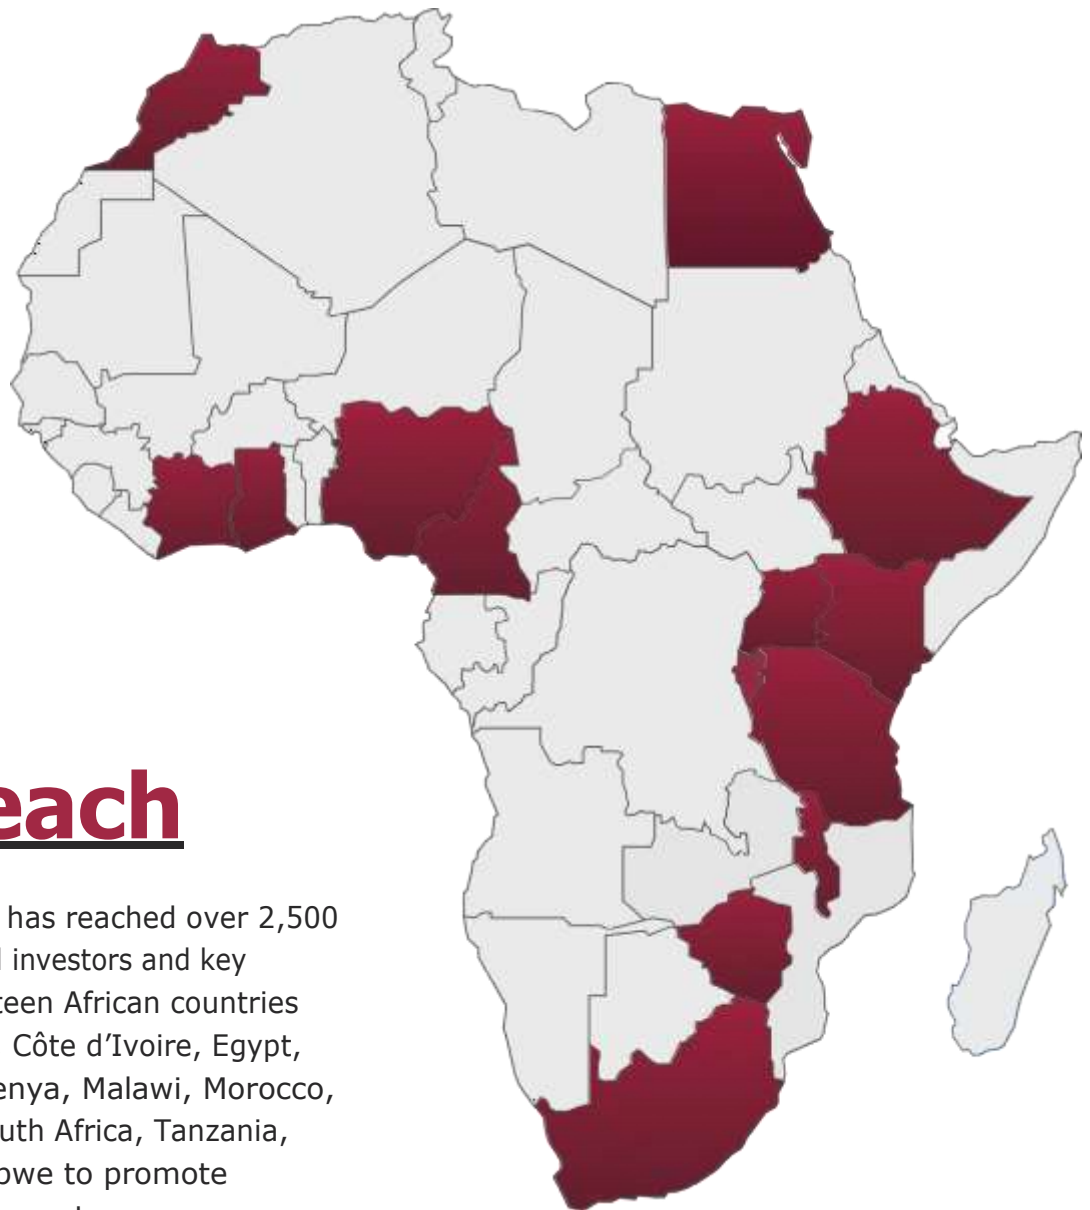 each
has reached over 2,500
investors and key
teen African countries
Côte d’Ivoire, Egypt,
enya, Malawi, Morocco,
uth Africa, Tanzania,
bwe to promote